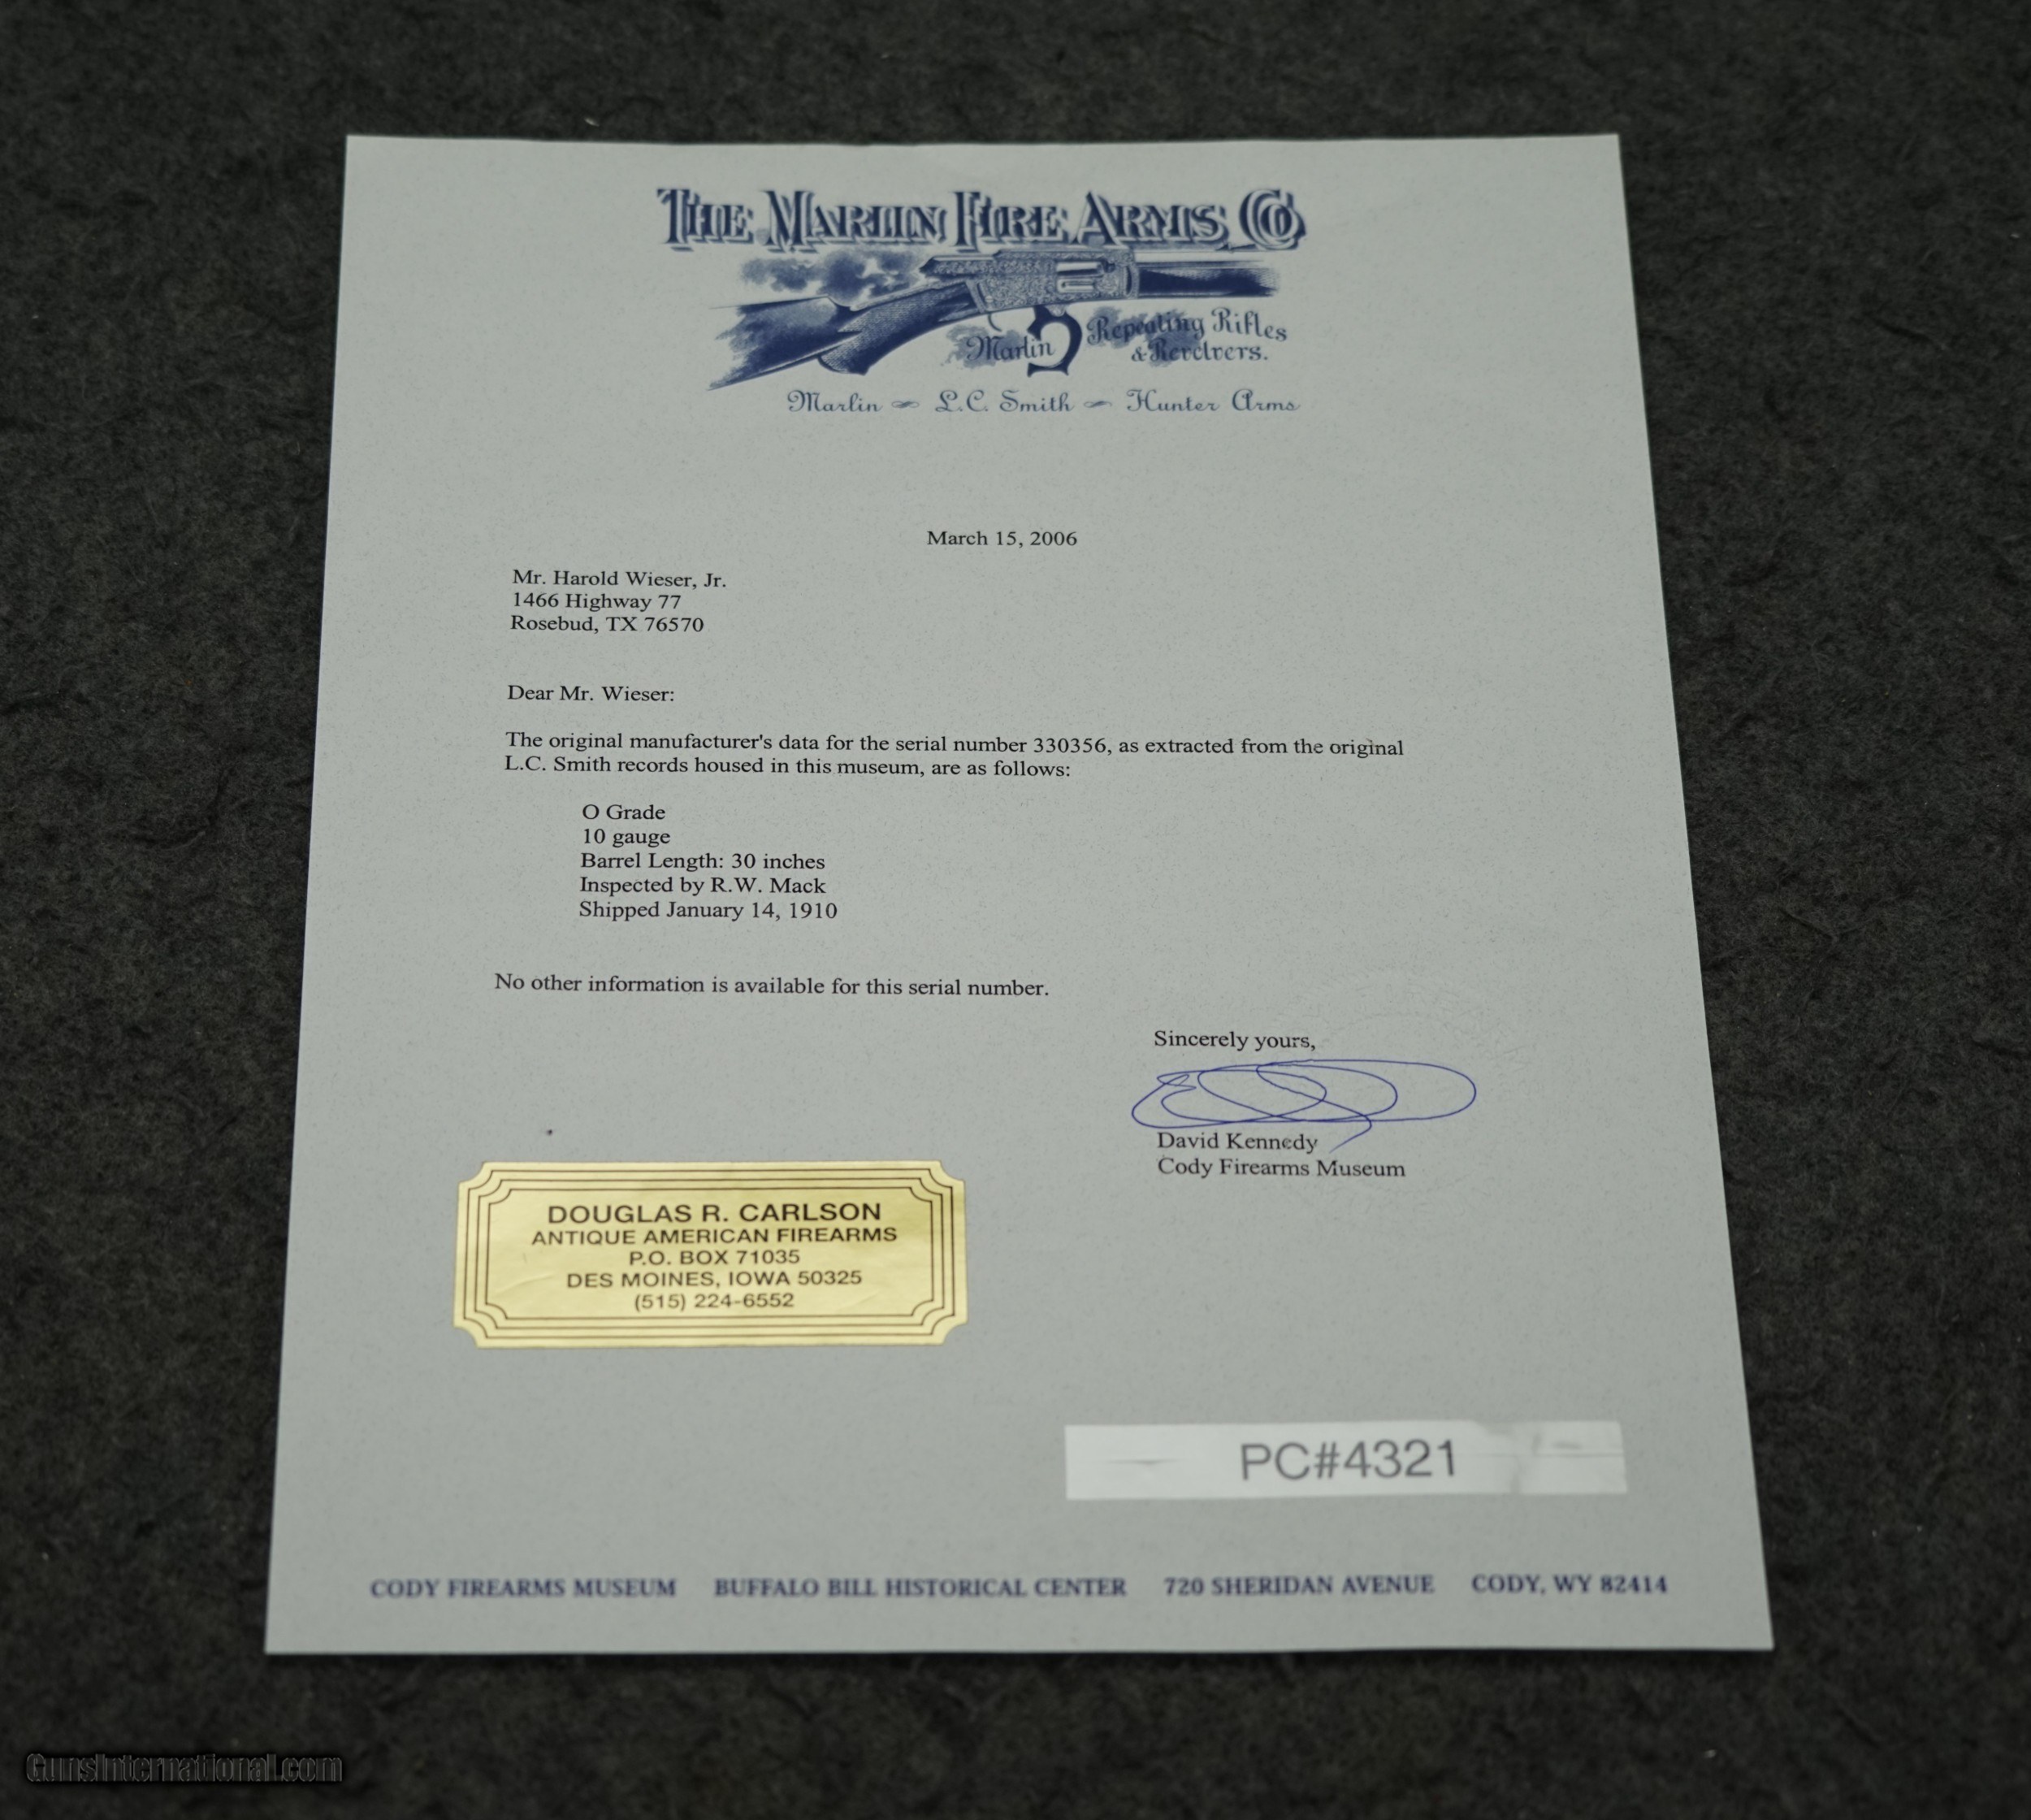 THE MARLIN FIRE ARMS CO.
Marlin Repeating Rifles
& Revolvers.
Marlin ~ L.C. Smith ~ Hunter Arms
March 15, 2006
Mr. Harold Wieser, Jr.
1466 Highway 77
Rosebud, TX 76570
Dear Mr. Wieser:
The original manufacturer's data for the serial number 330356, as extracted from the original
L.C. Smith records housed in this museum, are as follows:
O Grade
10 gauge
Barrel Length: 30 inches
Inspected by R.W. Mack
Shipped January 14, 1910
No other information is available for this serial number.
Sincerely yours,
David Kennedy
Cody Firearms Museum
DOUGLAS R. CARLSON
ANTIQUE AMERICAN FIREARMS
P.O. BOX 71035
DES MOINES, IOWA 50325
(515) 224-6552
PC#4321
CODY FIREARMS MUSEUM BUFFALO BILL HISTORICAL CENTER 720 SHERIDAN AVENUE CODY, WY 82414
GunsInternational.com